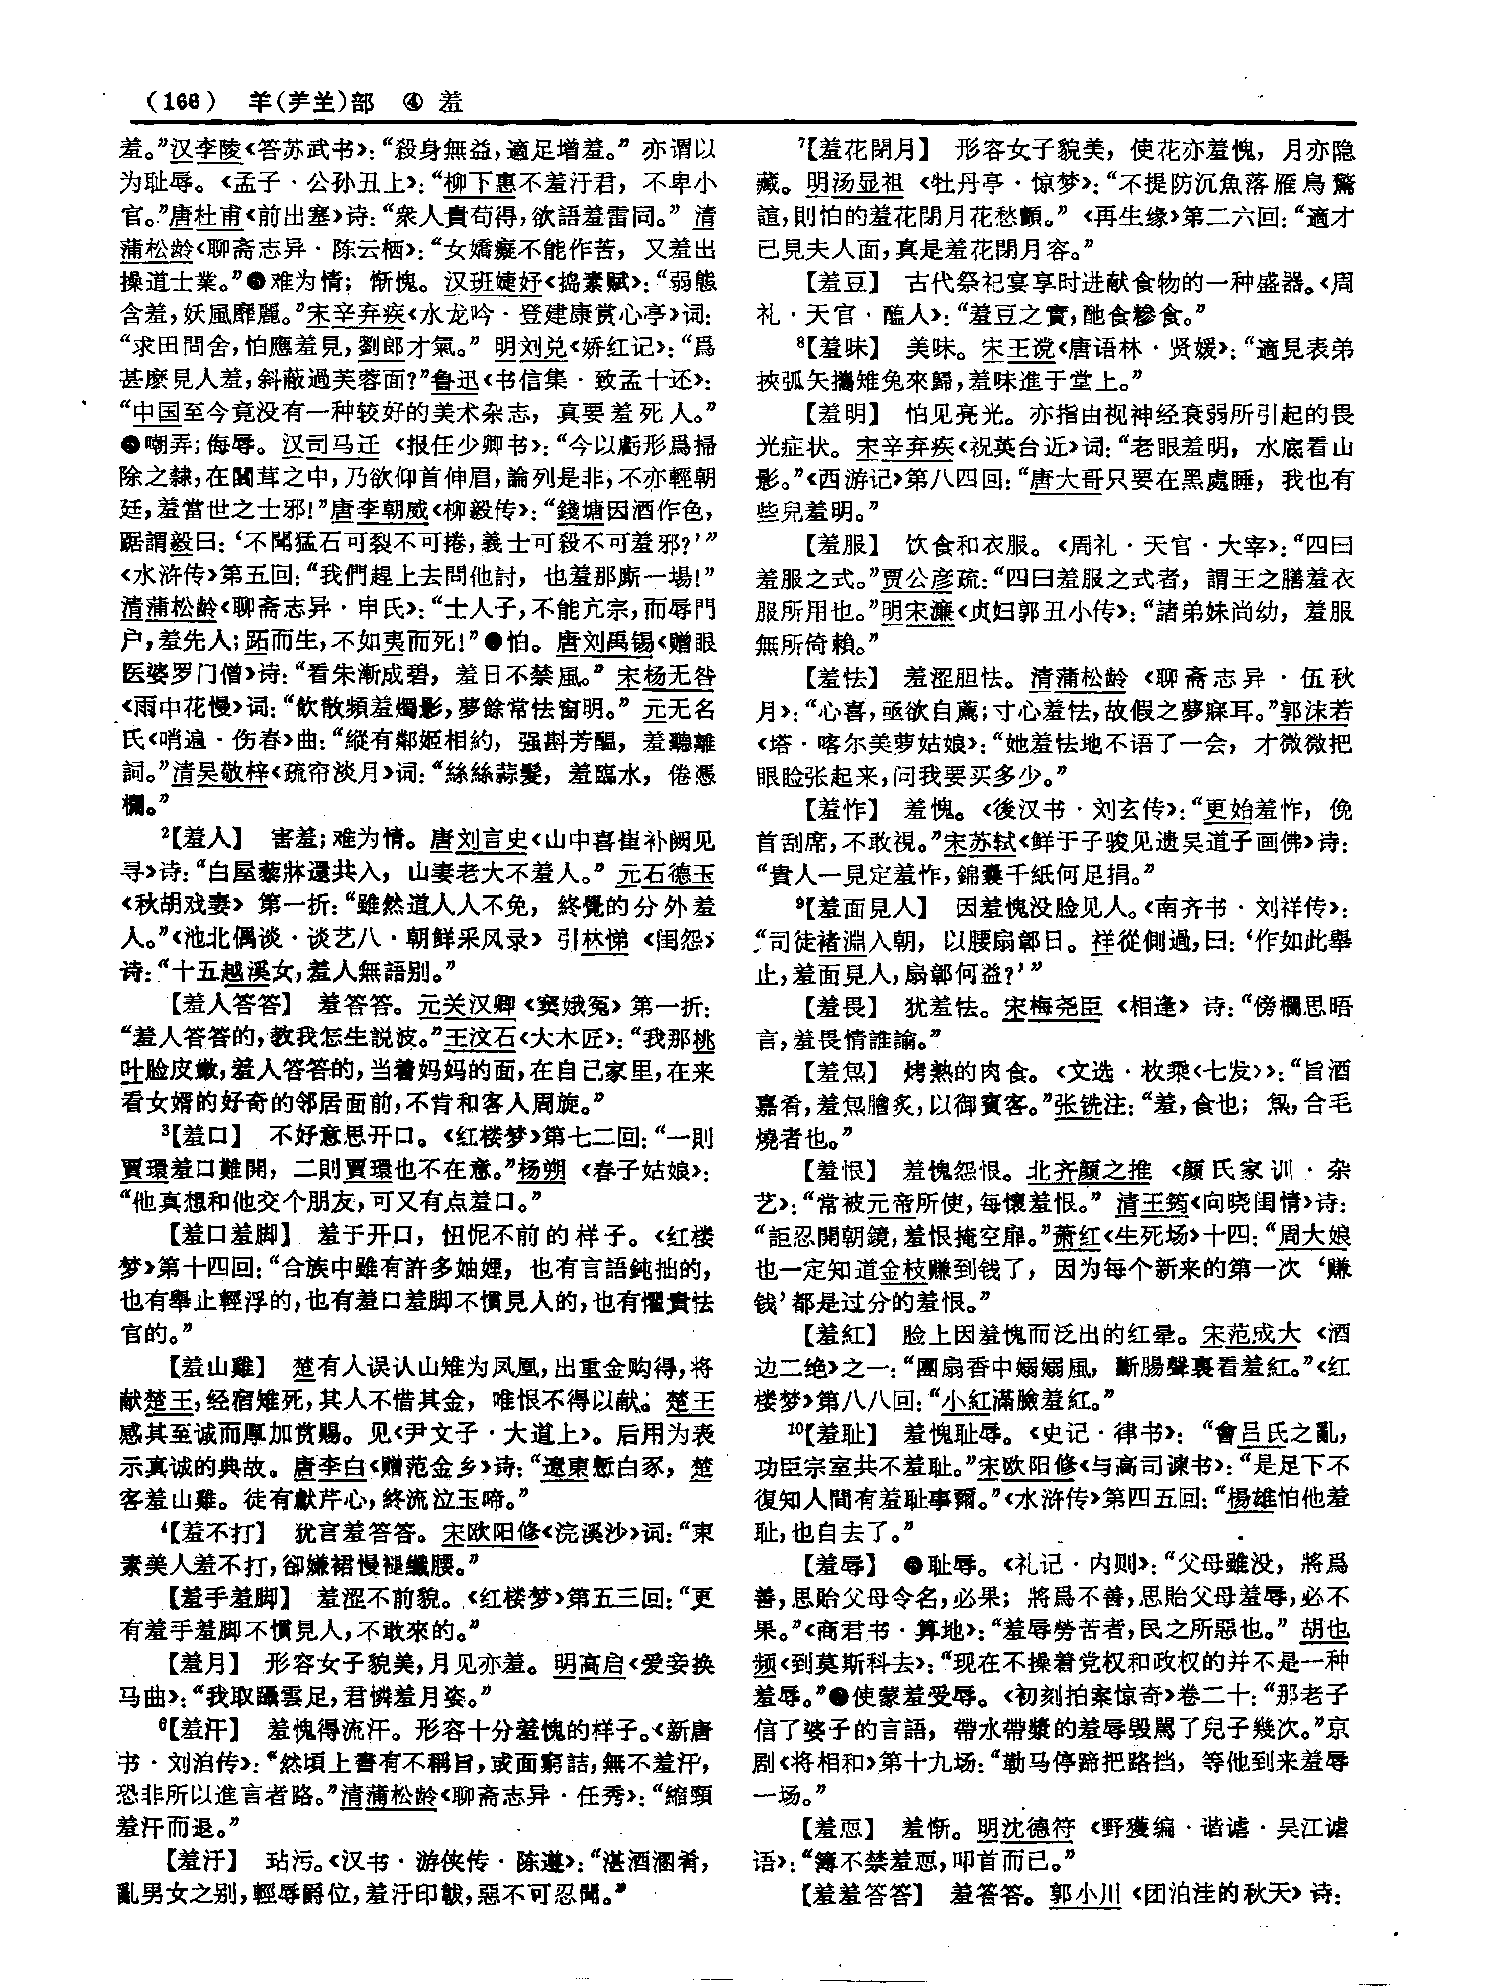 (166) 羊(⺶⺷)部 ④ 羞
羞。”汉李陵《答苏武书》：“殺身無益，適足增羞。”亦谓以
为耻辱。《孟子·公孙丑上》：“柳下惠不羞汙君，不卑小
官。”唐杜甫《前出塞》诗：“衆人貴苟得，欲語羞雷同。”清
蒲松龄《聊斋志异·陈云栖》：“女嬌癡不能作苦，又羞出
操道士業。”●难为情；惭愧。汉班婕妤《捣素赋》：“弱態
含羞，妖風靡麗。”宋辛弃疾《水龙吟·登建康赏心亭》词：
“求田問舍，怕應羞見，劉郎才氣。”明刘兑《娇红记》：“爲
甚麽見人羞，斜蔽過芙蓉面？”鲁迅《书信集·致孟十还》：
“中国至今竟没有一种较好的美术杂志，真要羞死人。”
●嘲弄；侮辱。汉司马迁《报任少卿书》：“今以虧形爲掃
除之隸，在闒茸之中，乃欲仰首伸眉，論列是非，不亦輕朝
廷，羞當世之士邪！”唐李朝威《柳毅传》：“錢塘因酒作色，
踞謂毅曰：‘不聞猛石可裂不可捲，義士可殺不可羞邪？’”
《水浒传》第五回：“我們趕上去問他討，也羞那廝一場！”
清蒲松龄《聊斋志异·申氏》：“士人子，不能亢宗，而辱門
户，羞先人；跖而生，不如夷而死！”●怕。唐刘禹锡《赠眼
医婆罗门僧》诗：“看朱渐成碧，羞日不禁風。”宋杨无咎
《雨中花慢》词：“飲散頻羞燭影，夢餘常怯窗明。”元无名
氏《哨遍·伤春》曲：“縱有鄰姬相約，强斟芳醖，羞聽離
詞。”清吴敬梓《疏帘淡月》词：“絲絲蒜髮，羞臨水，倦憑
欄。”
²【羞人】 害羞；难为情。唐刘言史《山中喜崔补阙见
寻》诗：“白屋藜牀還共入，山妻老大不羞人。”元石德玉
《秋胡戏妻》第一折：“雖然道人人不免，終覺的分外羞
人。”《池北偶谈·谈艺八·朝鲜采风录》引林悌《闺怨》
诗：“十五越溪女，羞人無語别。”
【羞人答答】 羞答答。元关汉卿《窦娥冤》第一折：
“羞人答答的，教我怎生説波。”王汶石《大木匠》：“我那桃
叶脸皮嫩，羞人答答的，当着妈妈的面，在自己家里，在来
看女婿的好奇的邻居面前，不肯和客人周旋。”
³【羞口】 不好意思开口。《红楼梦》第七二回：“一則
賈環羞口難開，二則賈環也不在意。”杨朔《春子姑娘》：
“他真想和他交个朋友，可又有点羞口。”
【羞口羞脚】 羞于开口，忸怩不前的样子。《红楼
梦》第十四回：“合族中雖有許多妯娌，也有言語鈍拙的，
也有舉止輕浮的，也有羞口羞脚不慣見人的，也有懼貴怯
官的。”
【羞山雞】 楚有人误认山雉为凤凰，出重金购得，将
献楚王，经宿雉死，其人不惜其金，唯恨不得以献。楚王
感其至诚而厚加赏赐。见《尹文子·大道上》。后用为表
示真诚的典故。唐李白《赠范金乡》诗：“遼東慙白豕，楚
客羞山雞。徒有獻芹心，終流泣玉啼。”
⁴【羞不打】 犹言羞答答。宋欧阳修《浣溪沙》词：“束
素美人羞不打，卻嫌裙慢褪纖腰。”
【羞手羞脚】 羞涩不前貌。《红楼梦》第五三回：“更
有羞手羞脚不慣見人，不敢來的。”
【羞月】 形容女子貌美，月见亦羞。明高启《爱妾换
马曲》：“我取躡雲足，君憐羞月姿。”
⁶【羞汗】 羞愧得流汗。形容十分羞愧的样子。《新唐
书·刘洎传》：“然頃上書有不稱旨，或面窮詰，無不羞汗，
恐非所以進言者路。”清蒲松龄《聊斋志异·任秀》：“縮頸
羞汗而退。”
【羞汙】 玷污。《汉书·游侠传·陈遵》：“湛酒溷肴，
亂男女之别，輕辱爵位，羞汙印韍，惡不可忍聞。”
⁷【羞花閉月】 形容女子貌美，使花亦羞愧，月亦隐
藏。明汤显祖《牡丹亭·惊梦》：“不提防沉魚落雁鳥驚
諠，則怕的羞花閉月花愁顫。”《再生缘》第二六回：“適才
已見夫人面，真是羞花閉月容。”
【羞豆】 古代祭祀宴享时进献食物的一种盛器。《周
礼·天官·醢人》：“羞豆之實，酏食糝食。”
⁸【羞味】 美味。宋王谠《唐语林·贤媛》：“適見表弟
挾弧矢攜雉兔來歸，羞味進于堂上。”
【羞明】 怕见亮光。亦指由视神经衰弱所引起的畏
光症状。宋辛弃疾《祝英台近》词：“老眼羞明，水底看山
影。”《西游记》第八四回：“唐大哥只要在黑處睡，我也有
些兒羞明。”
【羞服】 饮食和衣服。《周礼·天官·大宰》：“四曰
羞服之式。”贾公彦疏：“四曰羞服之式者，謂王之膳羞衣
服所用也。”明宋濂《贞妇郭丑小传》：“諸弟妹尚幼，羞服
無所倚賴。”
【羞怯】 羞涩胆怯。清蒲松龄《聊斋志异·伍秋
月》：“心喜，亟欲自薦；寸心羞怯，故假之夢寐耳。”郭沫若
《塔·喀尔美萝姑娘》：“她羞怯地不语了一会，才微微把
眼睑张起来，问我要买多少。”
【羞怍】 羞愧。《後汉书·刘玄传》：“更始羞怍，俛
首刮席，不敢視。”宋苏轼《鲜于子骏见遗吴道子画佛》诗：
“貴人一見定羞怍，錦囊千紙何足捐。”
⁹【羞面見人】 因羞愧没脸见人。《南齐书·刘祥传》：
“司徒褚淵入朝，以腰扇鄣日。祥從側過，曰：‘作如此舉
止，羞面見人，扇鄣何益？’”
【羞畏】 犹羞怯。宋梅尧臣《相逢》诗：“傍欄思晤
言，羞畏情誰諭。”
【羞炰】 烤熟的肉食。《文选·枚乘〈七发〉》：“旨酒
嘉肴，羞炰膾炙，以御賓客。”张铣注：“羞，食也；炰，合毛
燒者也。”
【羞恨】 羞愧怨恨。北齐颜之推《颜氏家训·杂
艺》：“常被元帝所使，每懷羞恨。”清王筠《向晓闺情》诗：
“詎忍開朝鏡，羞恨掩空扉。”萧红《生死场》十四：“周大娘
也一定知道金枝赚到钱了，因为每个新来的第一次‘赚
钱’都是过分的羞恨。”
【羞紅】 脸上因羞愧而泛出的红晕。宋范成大《酒
边二绝》之一：“團扇香中嫋嫋風，斷腸聲裏看羞紅。”《红
楼梦》第八八回：“小紅滿臉羞紅。”
¹⁰【羞耻】 羞愧耻辱。《史记·律书》：“會吕氏之亂，
功臣宗室共不羞耻。”宋欧阳修《与高司谏书》：“是足下不
復知人間有羞耻事爾。”《水浒传》第四五回：“楊雄怕他羞
耻，也自去了。”
【羞辱】 ●耻辱。《礼记·内则》：“父母雖没，將爲
善，思貽父母令名，必果；將爲不善，思貽父母羞辱，必不
果。”《商君书·算地》：“羞辱勞苦者，民之所惡也。”胡也
频《到莫斯科去》：“现在不操着党权和政权的并不是一种
羞辱。”●使蒙羞受辱。《初刻拍案惊奇》卷二十：“那老子
信了婆子的言語，帶水帶漿的羞辱毁駡了兒子幾次。”京
剧《将相和》第十九场：“勒马停蹄把路挡，等他到来羞辱
一场。”
【羞恧】 羞惭。明沈德符《野獲编·谐谑·吴江谑
语》：“簿不禁羞恧，叩首而已。”
【羞羞答答】 羞答答。郭小川《团泊洼的秋天》诗：